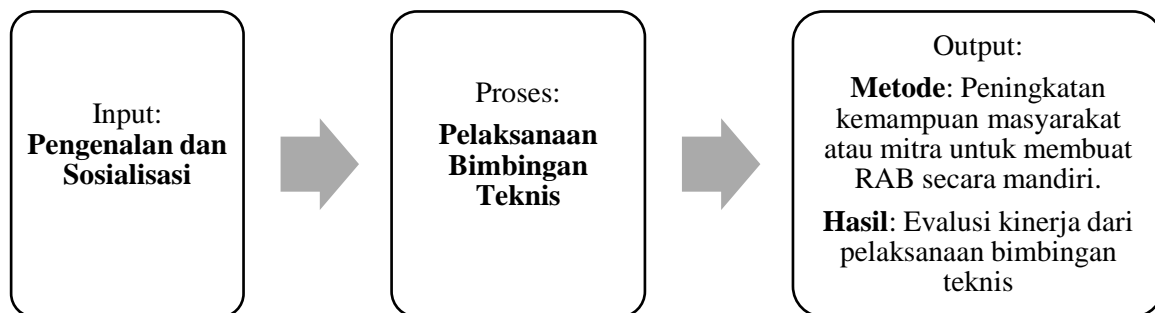 Input:
Pengenalan dan
Sosialisasi
Proses:
Pelaksanaan
Bimbingan
Teknis
Output:
Metode: Peningkatan
kemampuan masyarakat
atau mitra untuk membuat
RAB secara mandiri.
Hasil: Evalusi kinerja dari
pelaksanaan bimbingan
teknis